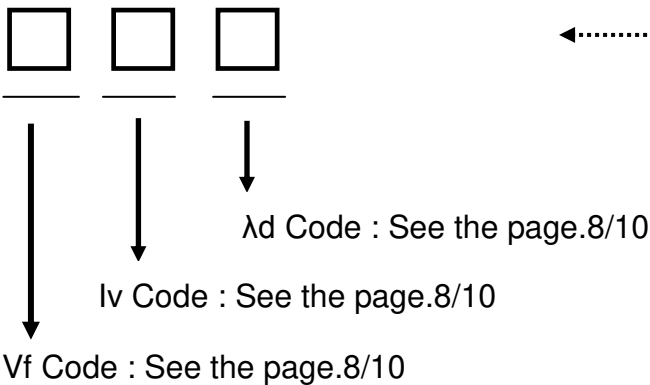 λd Code : See the page.8/10
Iv Code : See the page.8/10
Vf Code : See the page.8/10